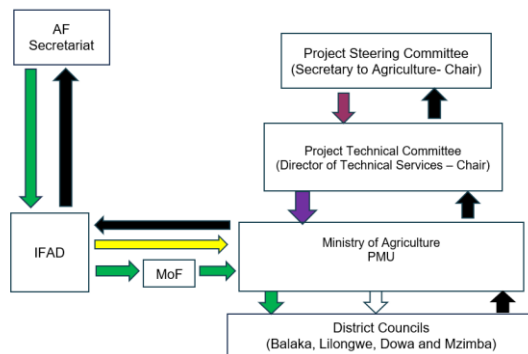 AF
Secretariat
Project Steering Committee
(Secretary to Agriculture- Chair)
Project Technical Committee
(Director of Technical Services – Chair)
IFAD
MoF
Ministry of Agriculture
PMU
District Councils
(Balaka, Lilongwe, Dowa and Mzimba)